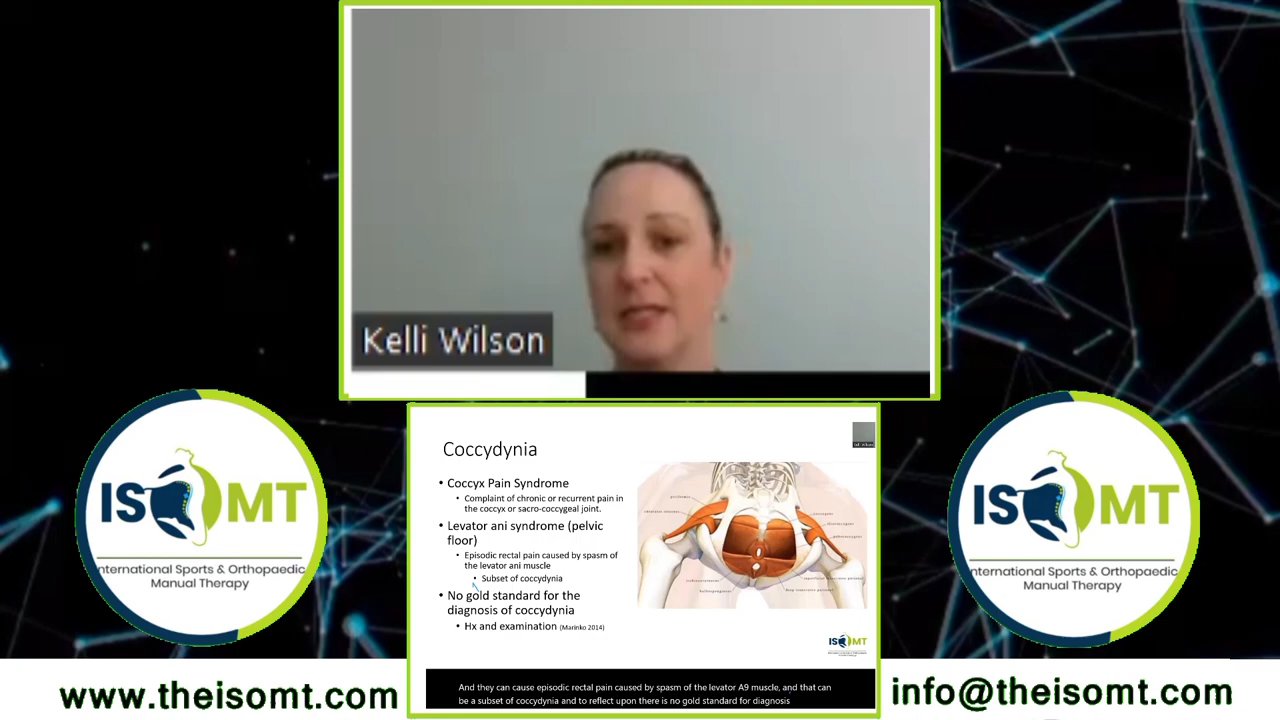 Kelli Wilson
Coccydynia
• Coccyx Pain Syndrome
• Complaint of chronic or recurrent pain in
the coccyx or sacro-coccygeal joint.
• Levator ani syndrome (pelvic
floor)
• Episodic rectal pain caused by spasm of
the levator ani muscle
• Subset of coccydynia
• No gold standard for the
diagnosis of coccydynia
• Hx and examination (Marinko 2014)
ISOMT
And they can cause episodic rectal pain caused by spasm of the levator A9 muscle, and that can
be a subset of coccydynia and to reflect upon there is no gold standard for diagnosis
ISOMT
nternational Sports & Orthopaedic
Manual Therapy
ISOMT
nternational Sports & Orthopaedic
Manual Therapy
www.theisomt.com
info@theisomt.com